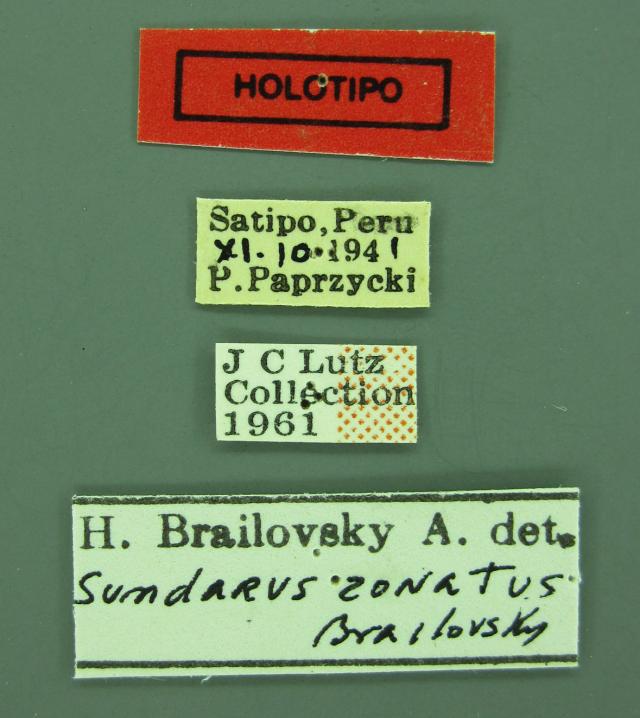 HOLOTIPO
Satipo, Peru
XI. 10. 1941
P. Paprzycki
J C Lutz
Collection
1961
H. Brailovsky A. det.
Sundarus zonatus
Brailovsky